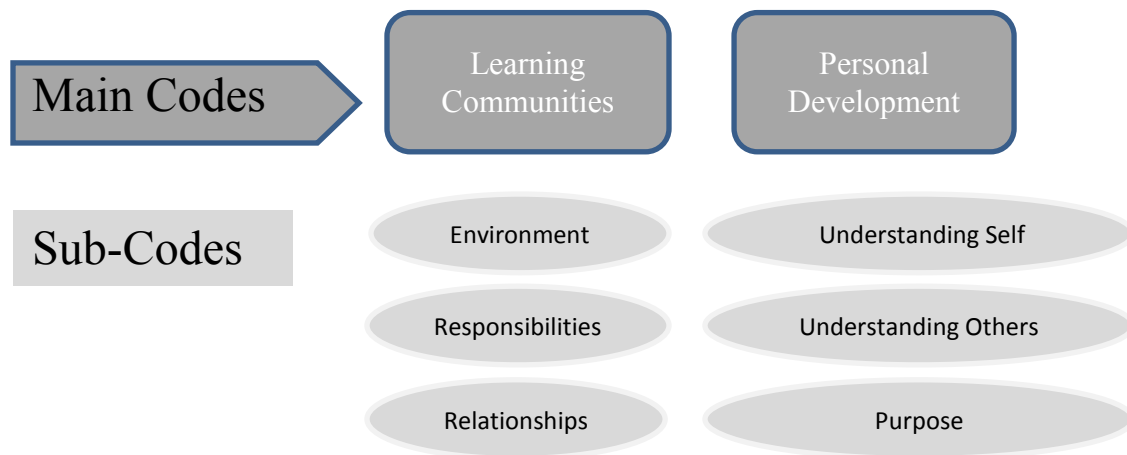 Main Codes
Learning
Communities
Personal
Development
Sub-Codes
Environment
Understanding Self
Responsibilities
Understanding Others
Relationships
Purpose